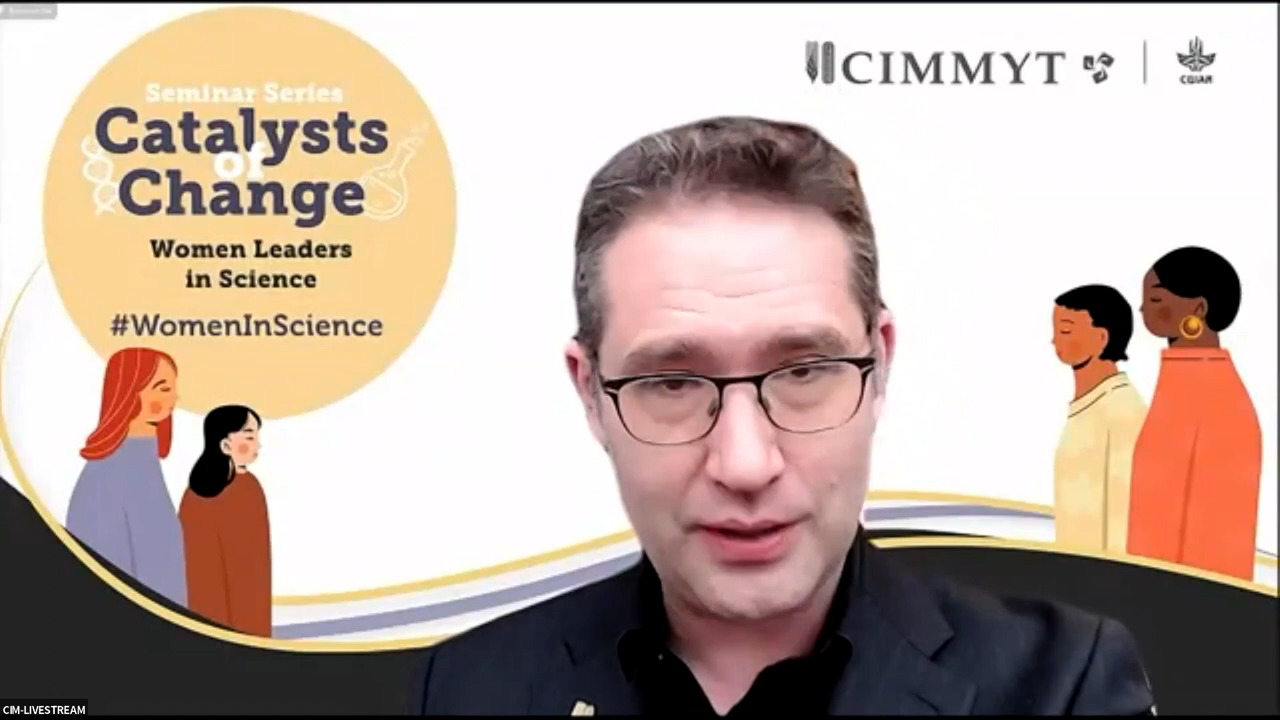 Seminar Series
Catalysts
of
Change
Women Leaders
in Science
#WomenInScience
CIMMYT
CGIAR
CIM-LIVESTREAM